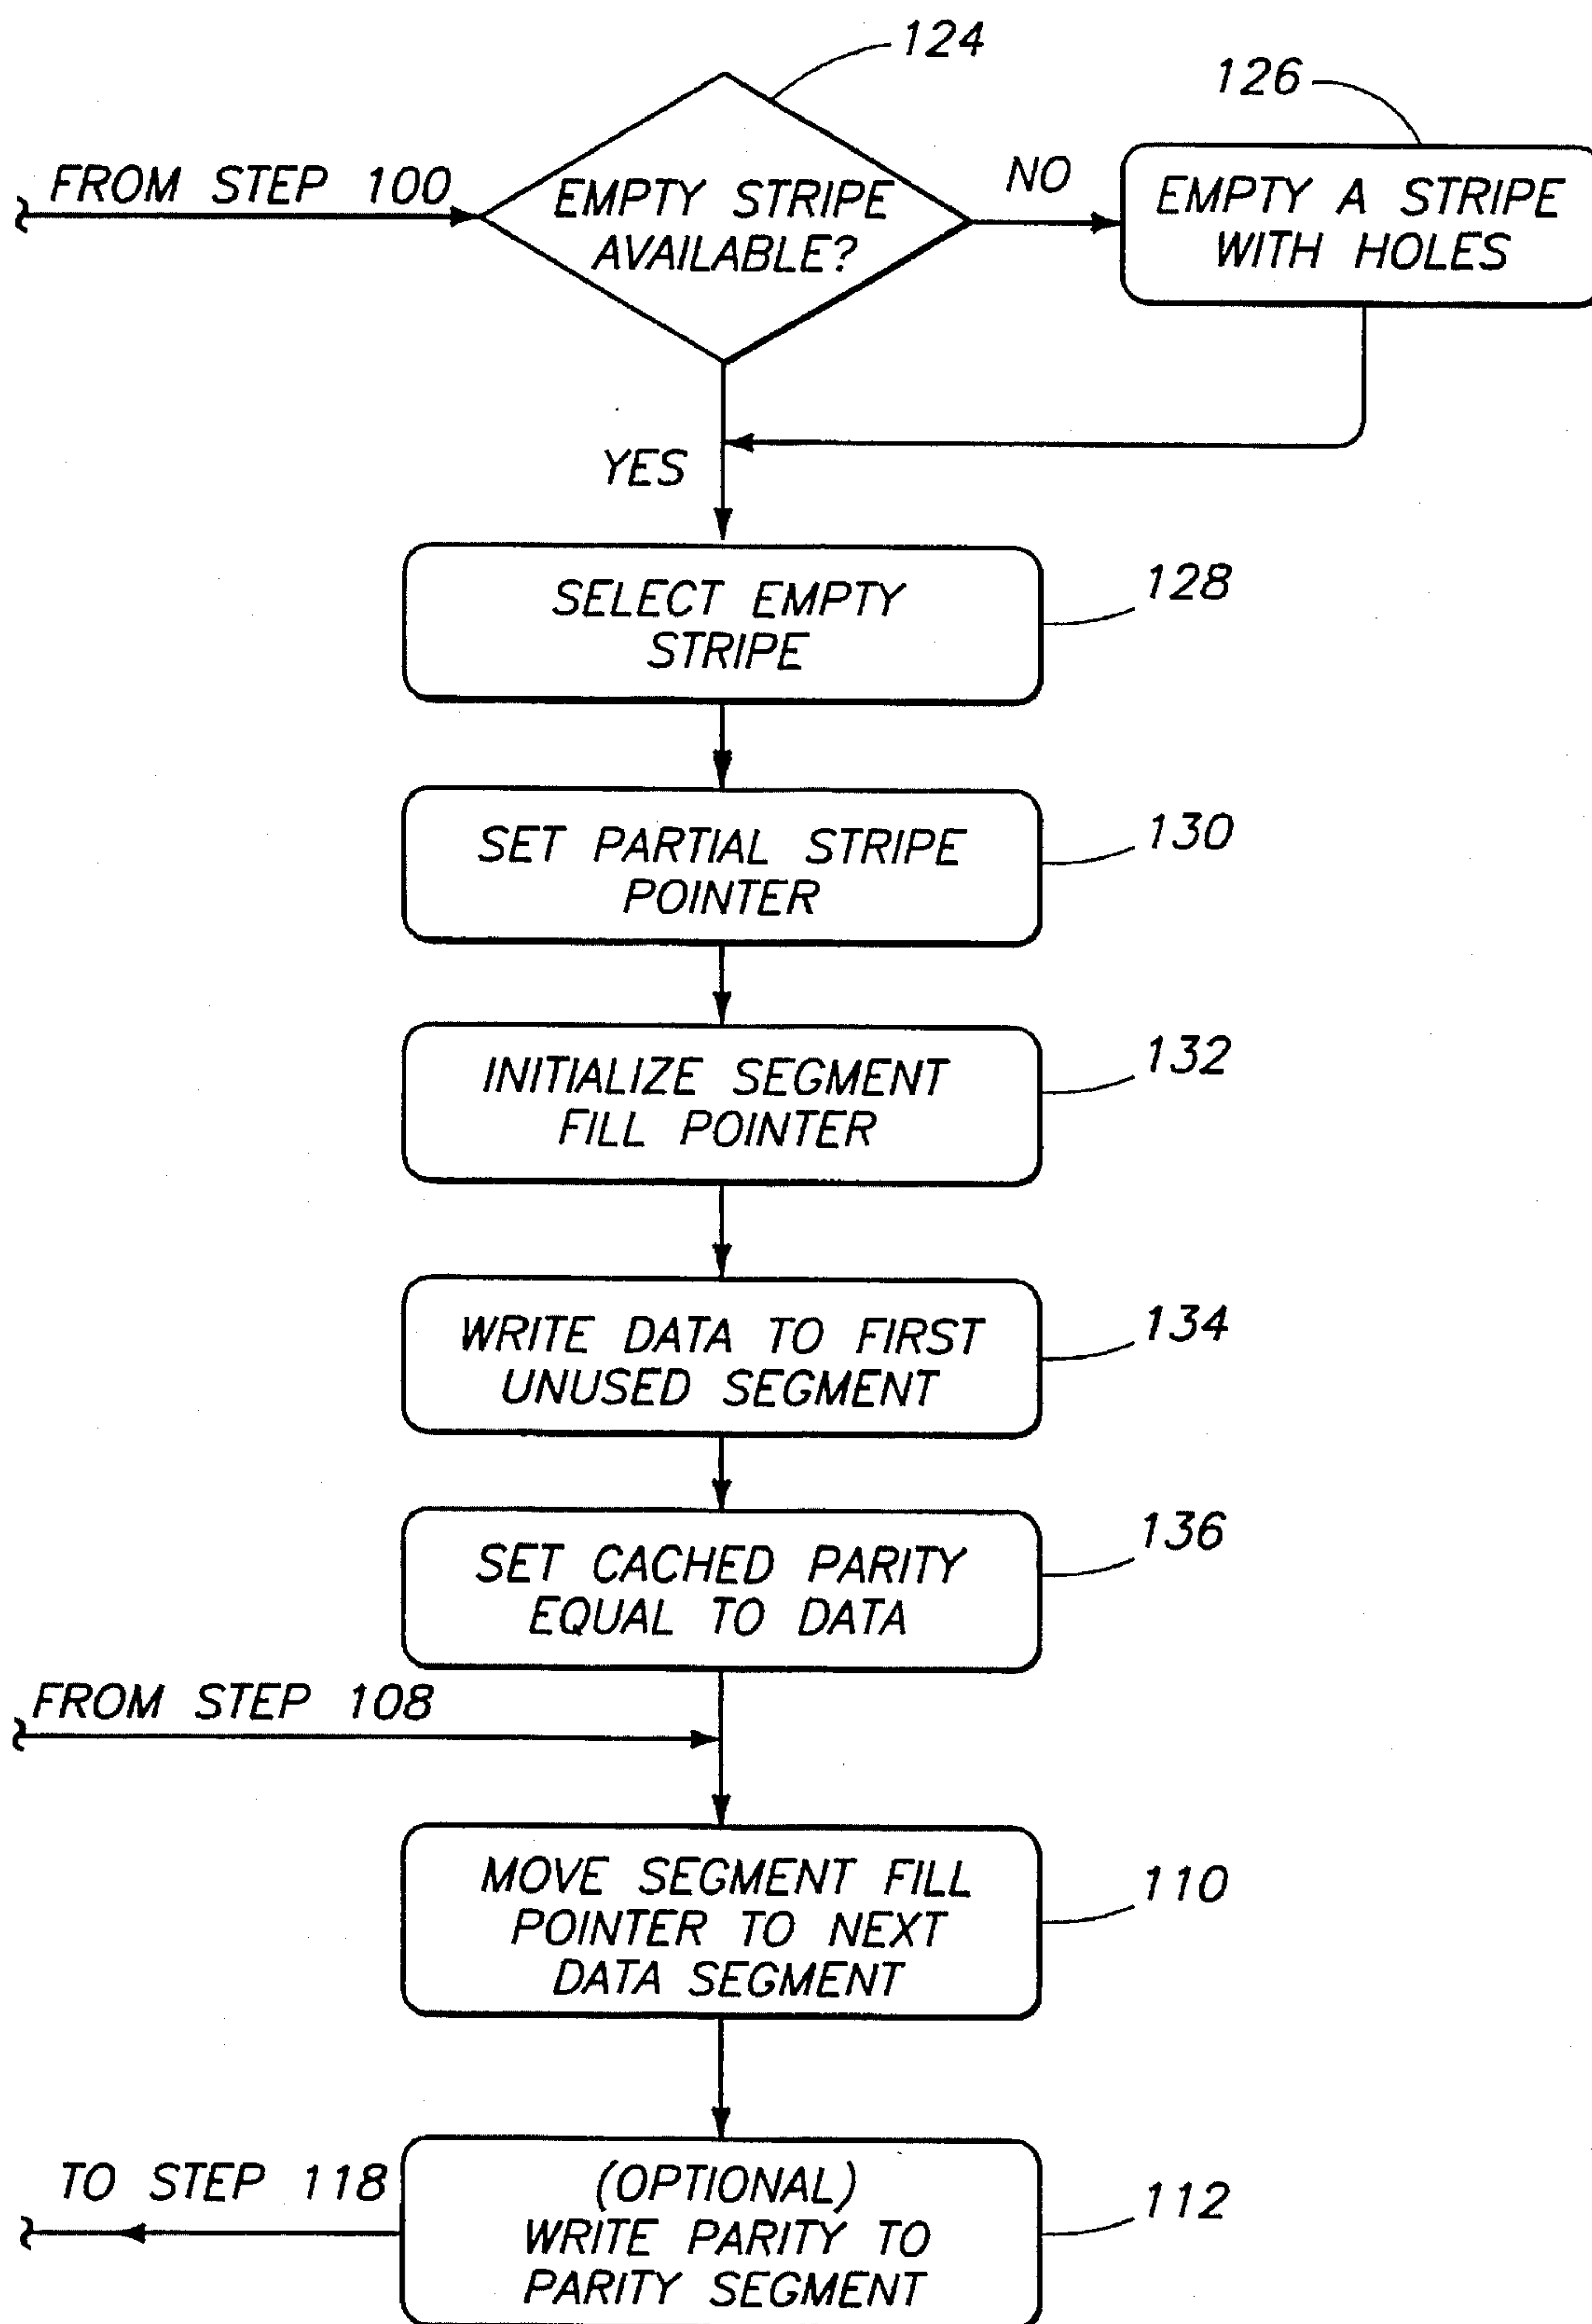 124
126
FROM STEP 100
EMPTY STRIPE
AVAILABLE?
NO
EMPTY A STRIPE
WITH HOLES
YES
SELECT EMPTY
STRIPE
128
SET PARTIAL STRIPE
POINTER
130
INITIALIZE SEGMENT
FILL POINTER
132
WRITE DATA TO FIRST
UNUSED SEGMENT
134
SET CACHED PARITY
EQUAL TO DATA
136
FROM STEP 108
MOVE SEGMENT FILL
POINTER TO NEXT
DATA SEGMENT
110
TO STEP 118
(OPTIONAL)
WRITE PARITY TO
PARITY SEGMENT
112